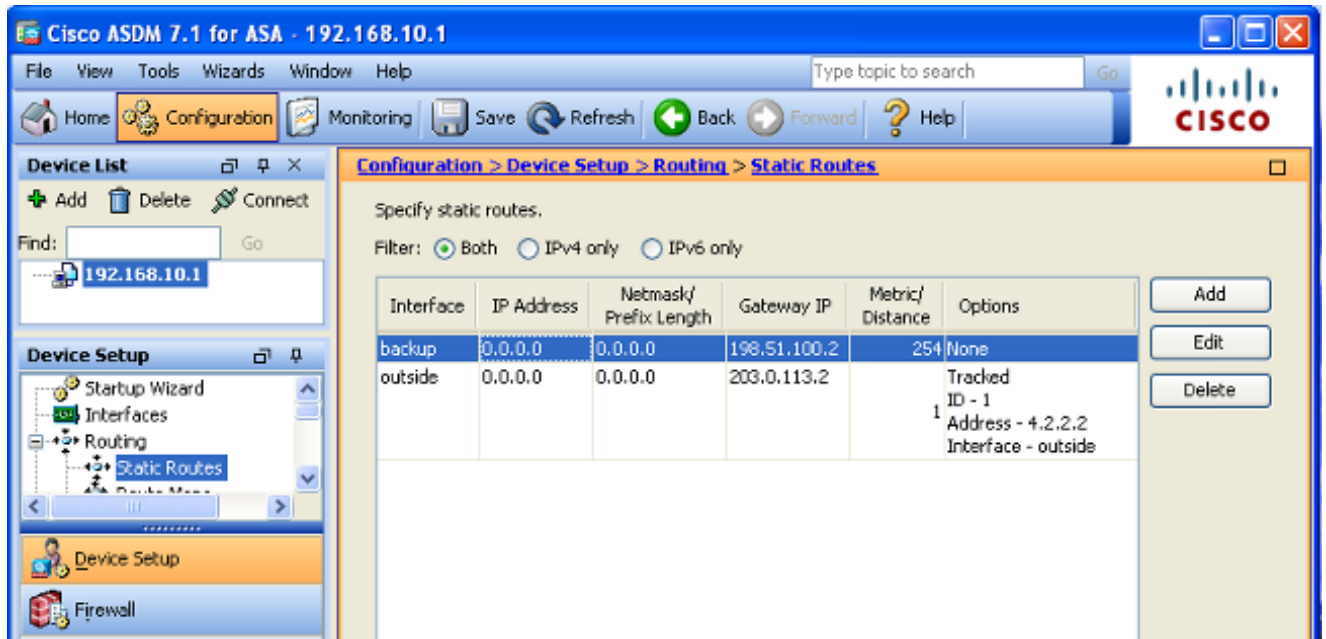 Cisco ASDM 7.1 for ASA - 192.168.10.1
File View Tools Wizards Window Help Type topic to search Go
Home Configuration Monitoring Save Refresh Back Forward Help
CISCO
Device List
Add Delete Connect
Find: Go
192.168.10.1
Device Setup
Startup Wizard
Interfaces
Routing
Static Routes
Device Setup
Firewall
Configuration > Device Setup > Routing > Static Routes
Specify static routes.
Filter: Both IPv4 only IPv6 only
Interface IP Address Netmask/ Prefix Length Gateway IP Metric/ Distance Options
backup 0.0.0.0 0.0.0.0 198.51.100.2 254 None
outside 0.0.0.0 0.0.0.0 203.0.113.2 1 Tracked
ID - 1
Address - 4.2.2.2
Interface - outside
Add
Edit
Delete